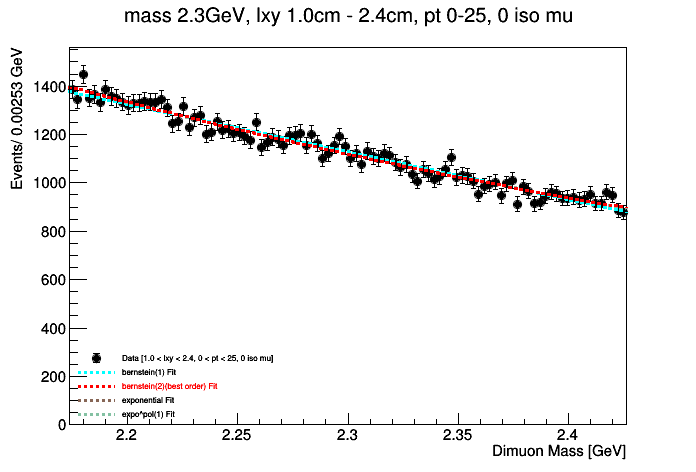 mass 2.3GeV, lxy 1.0cm - 2.4cm, pt 0-25, 0 iso mu
Events/ 0.00253 GeV
1400
1200
1000
800
600
400
200
0
Data [1.0 < lxy < 2.4, 0 < pt < 25, 0 iso mu]
bernstein(1) Fit
bernstein(2)(best order) Fit
exponential Fit
expo*pol(1) Fit
2.2 2.25 2.3 2.35 2.4
Dimuon Mass [GeV]